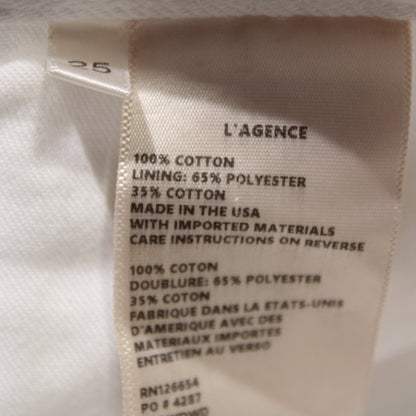 25
L'AGENCE
100% COTTON
LINING: 65% POLYESTER
35% COTTON
MADE IN THE USA
WITH IMPORTED MATERIALS
CARE INSTRUCTIONS ON REVERSE
100% COTON
DOUBLURE: 65% POLYESTER
35% COTON
FABRIQUE DANS LA ETATS-UNIS
D'AMERIQUE AVEC DES
MATERIAUX IMPORTES
ENTRETIEN AU VERSO
RN126654
PO # 4287